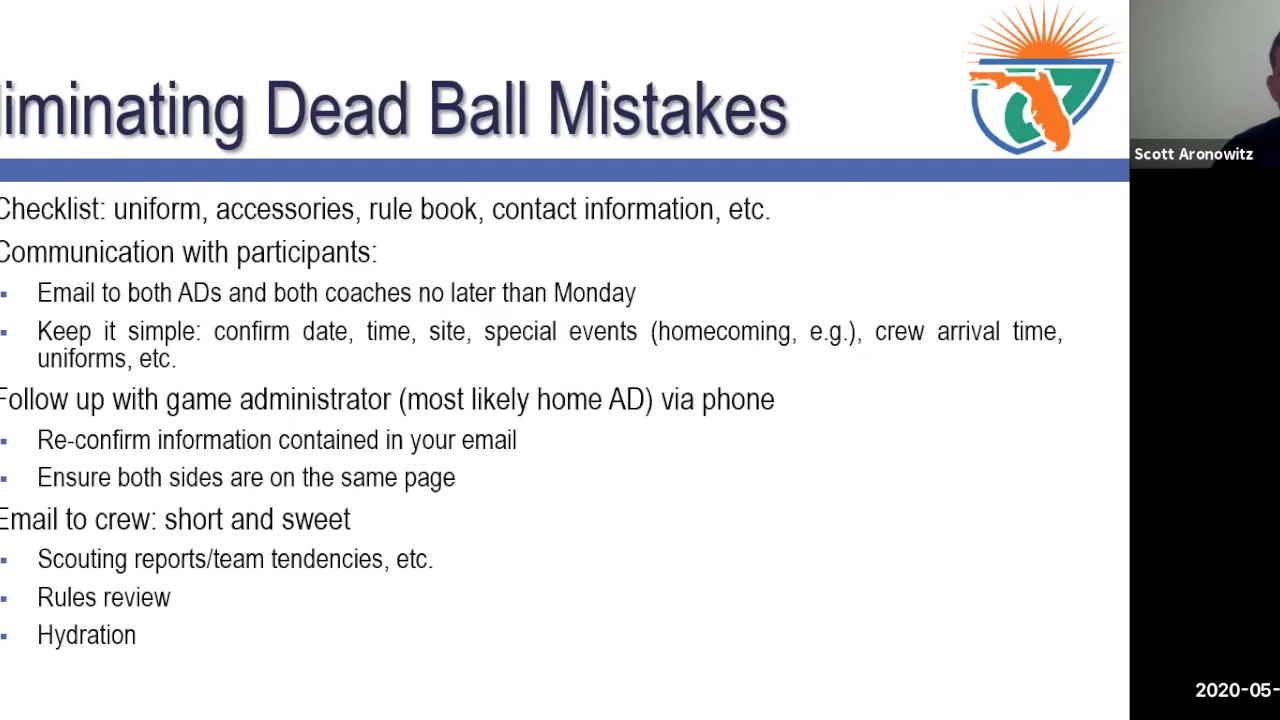 liminating Dead Ball Mistakes
Scott Aronowitz
Checklist: uniform, accessories, rule book, contact information, etc.
Communication with participants:
▪ Email to both ADs and both coaches no later than Monday
▪ Keep it simple: confirm date, time, site, special events (homecoming, e.g.), crew arrival time,
uniforms, etc.
Follow up with game administrator (most likely home AD) via phone
▪ Re-confirm information contained in your email
▪ Ensure both sides are on the same page
Email to crew: short and sweet
▪ Scouting reports/team tendencies, etc.
▪ Rules review
▪ Hydration
2020-05-